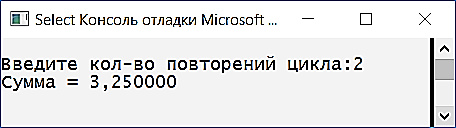 Select Консоль отладки Microsoft ...
Введите кол-во повторений цикла:2
Сумма = 3,250000